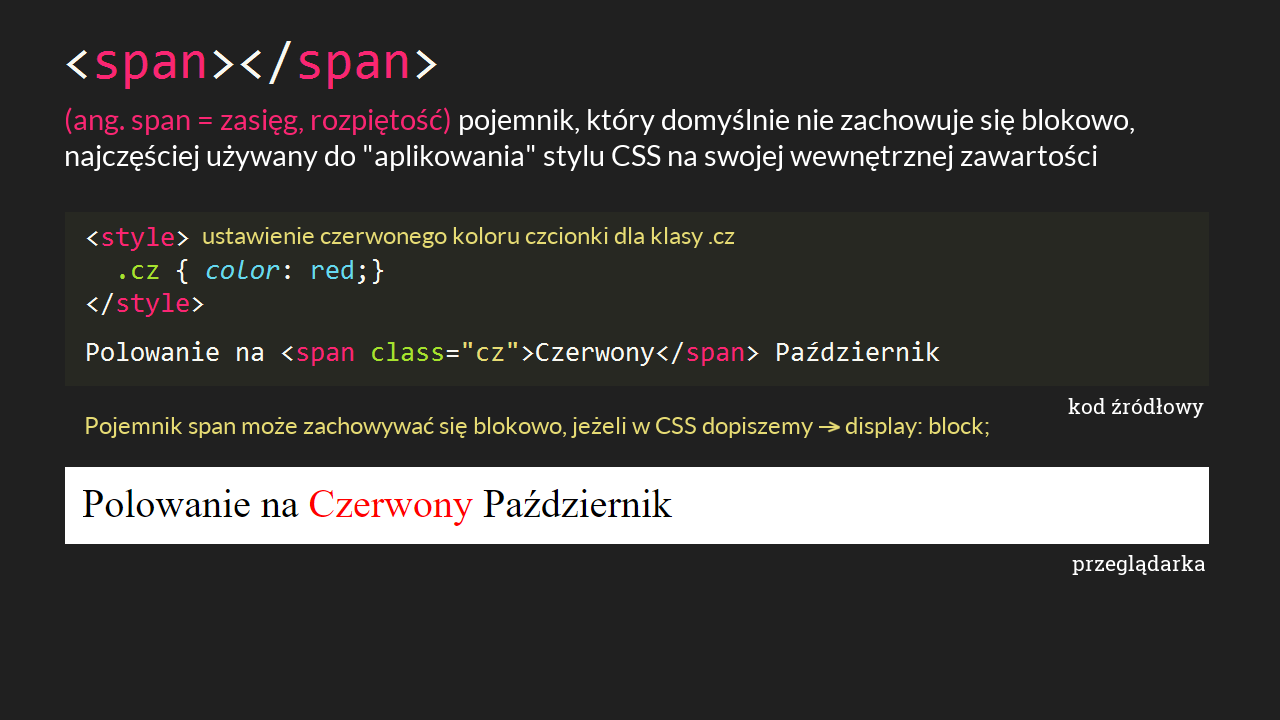 <span></span>
(ang. span = zasięg, rozpiętość) pojemnik, który domyślnie nie zachowuje się blokowo,
najczęściej używany do "aplikowania" stylu CSS na swojej wewnętrznej zawartości
<style> ustawienie czerwonego koloru czcionki dla klasy .cz
.cz { color: red;}
</style>
Polowanie na <span class="cz">Czerwony</span> Październik
kod źródłowy
Pojemnik span może zachowywać się blokowo, jeżeli w CSS dopiszemy → display: block;
Polowanie na Czerwony Październik
przeglądarka